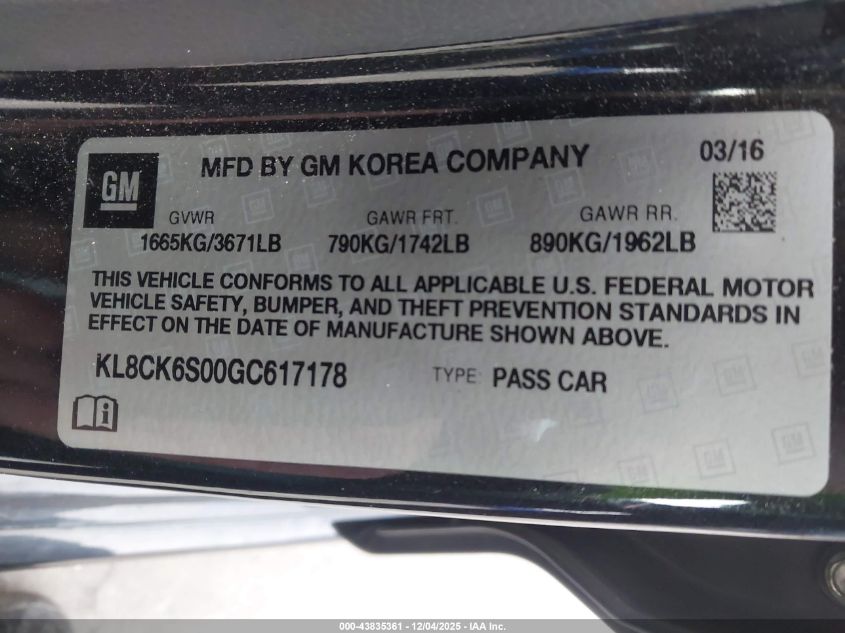 GM
MFD BY GM KOREA COMPANY
03/16
GVWR
1665KG/3671LB
GAWR FRT.
790KG/1742LB
GAWR RR.
890KG/1962LB
THIS VEHICLE CONFORMS TO ALL APPLICABLE U.S. FEDERAL MOTOR
VEHICLE SAFETY, BUMPER, AND THEFT PREVENTION STANDARDS IN
EFFECT ON THE DATE OF MANUFACTURE SHOWN ABOVE.
KL8CK6S00GC617178
TYPE: PASS CAR
000-43835361 - 12/04/2025 - IAA Inc.